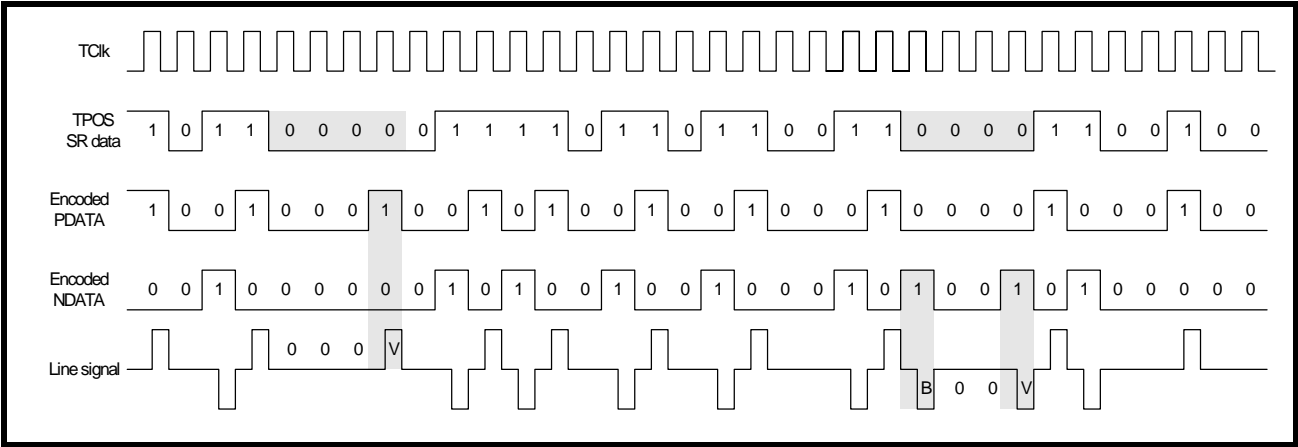 TClk
TPOS
SR data
1 0 1 1 0 0 0 0 0 1 1 1 1 0 1 1 0 1 1 0 0 1 1 0 0 0 0 1 1 0 0 1 0 0
Encoded
PDATA
1 0 0 1 0 0 0 1 0 0 1 0 1 0 0 1 0 0 1 0 0 0 1 0 0 0 0 1 0 0 0 1 0 0
Encoded
NDATA
0 0 1 0 0 0 0 0 0 1 0 1 0 0 1 0 0 1 0 0 0 1 0 1 0 0 1 0 1 0 0 0 0 0
Line signal
0 0 0 V
B 0 0 V